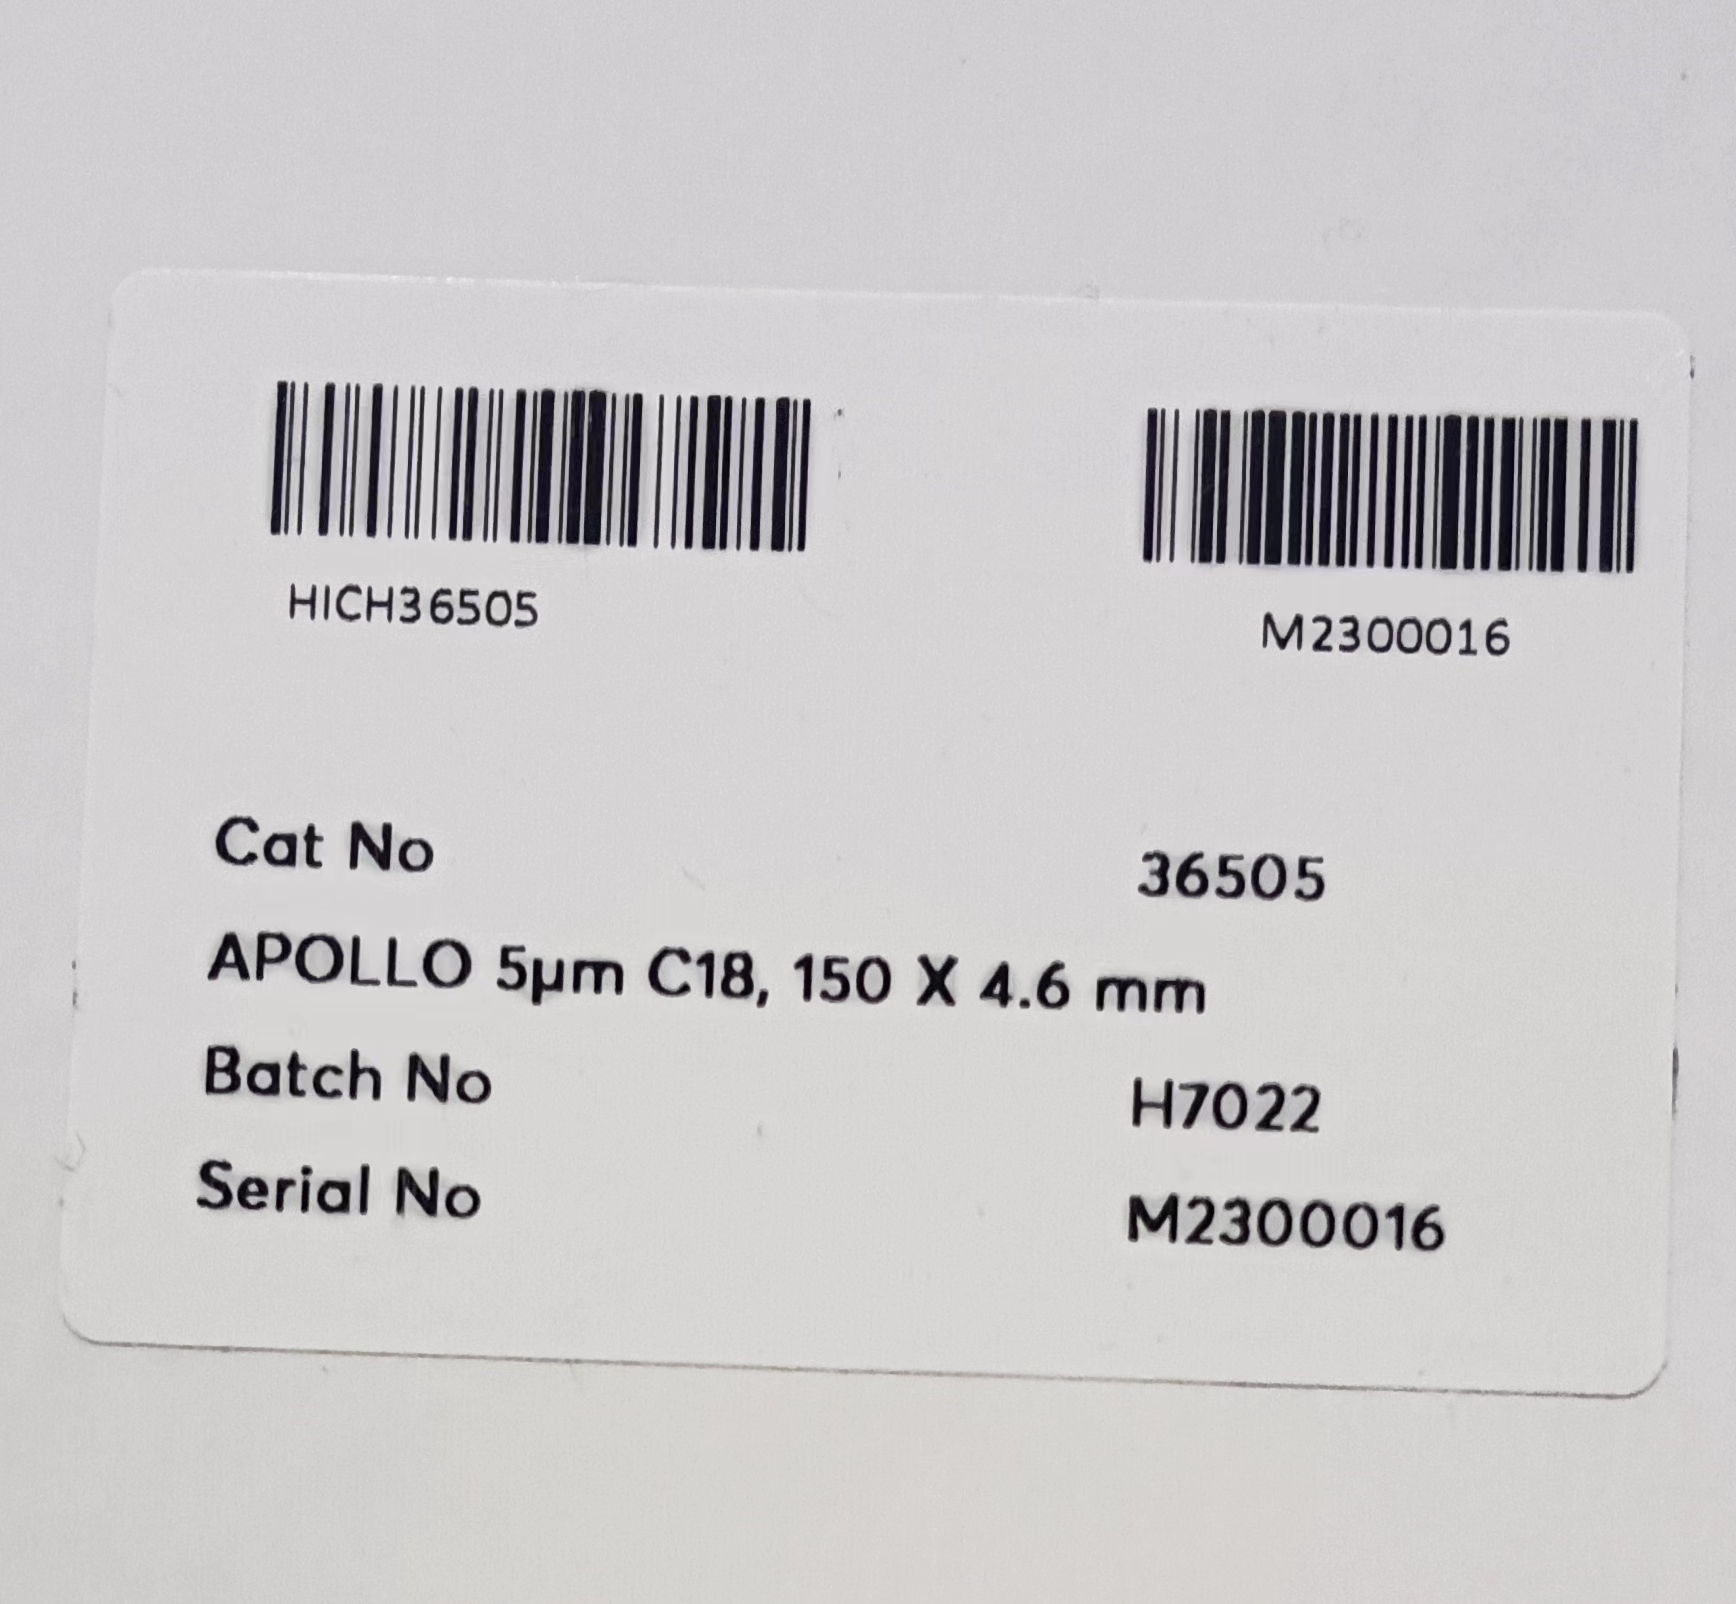 HICH36505 M2300016
Cat No 36505
APOLLO 5µm C18, 150 X 4.6 mm
Batch No H7022
Serial No M2300016